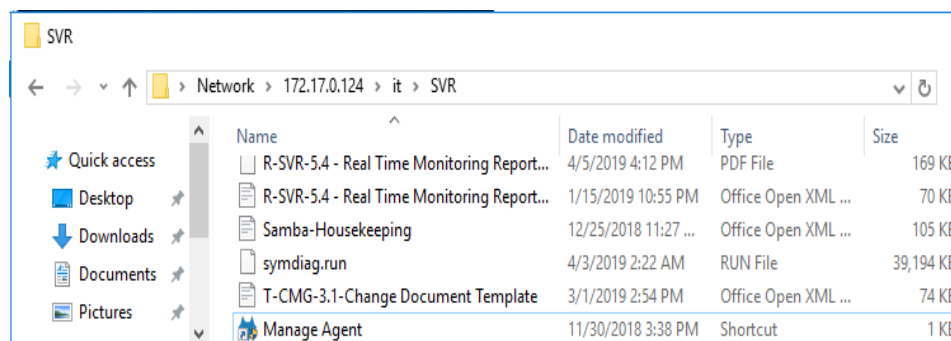 SVR
Network > 172.17.0.124 > it > SVR
Name Date modified Type Size
Quick access
Desktop
Downloads
Documents
Pictures
R-SVR-5.4 - Real Time Monitoring Report... 4/5/2019 4:12 PM PDF File 169 KB
R-SVR-5.4 - Real Time Monitoring Report... 1/15/2019 10:55 PM Office Open XML ... 70 KB
Samba-Housekeeping 12/25/2018 11:27 ... Office Open XML ... 105 KB
symdiag.run 4/3/2019 2:22 AM RUN File 39,194 KB
T-CMG-3.1-Change Document Template 3/1/2019 2:54 PM Office Open XML ... 74 KB
Manage Agent 11/30/2018 3:38 PM Shortcut 1 KB